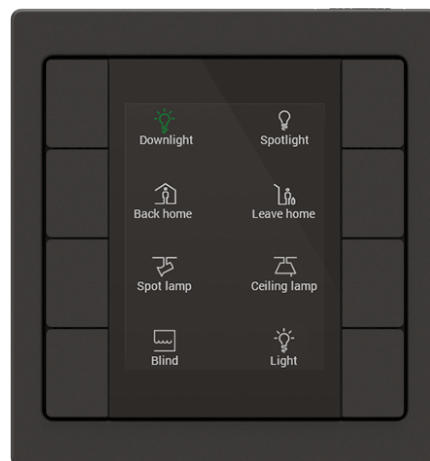 Downlight
Spotlight
Back home
Leave home
Spot lamp
Ceiling lamp
Blind
Light